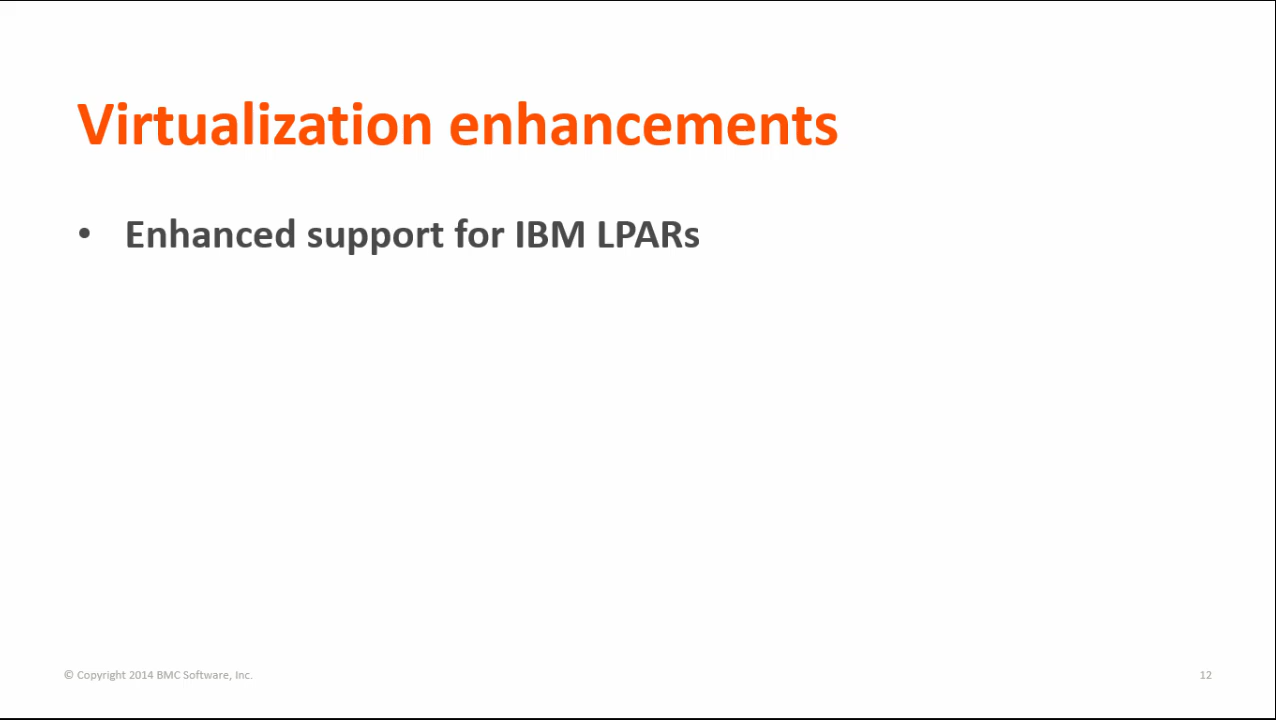 Virtualization enhancements
• Enhanced support for IBM LPARs
© Copyright 2014 BMC Software, Inc.
12